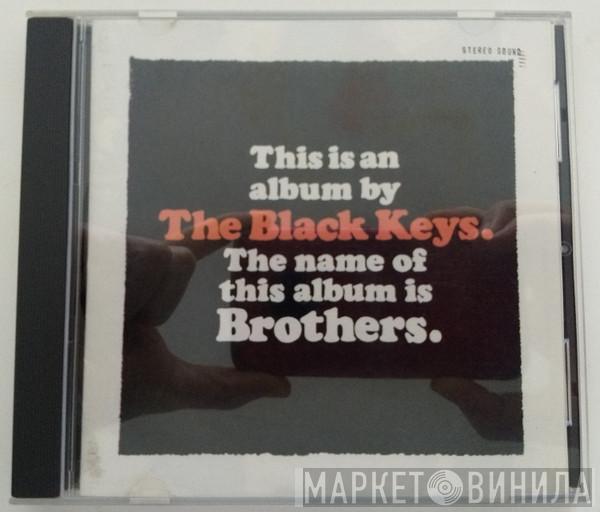 STEREO SOUND
This is an
album by
The Black Keys.
The name of
this album is
Brothers.
МАРКЕТ ВИНИЛА